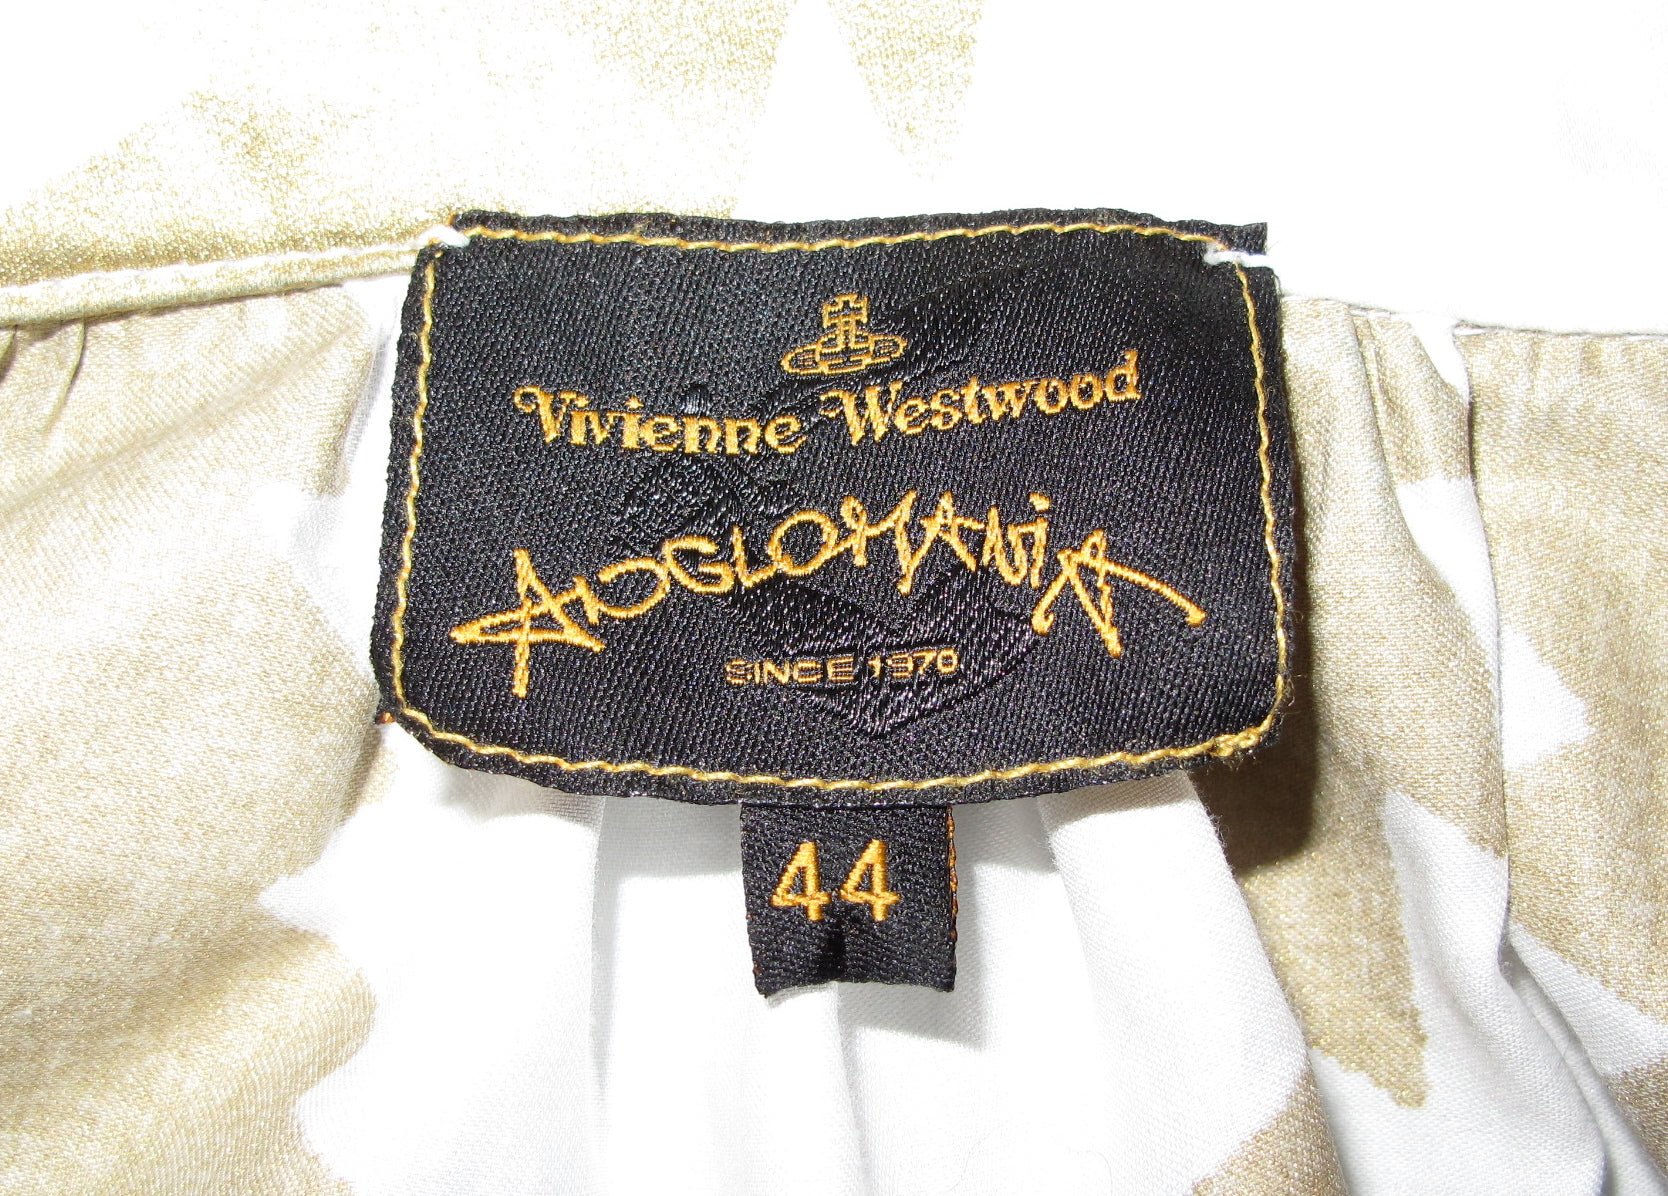 Vivienne Westwood
ANGLOMANIA
SINCE 1970
44